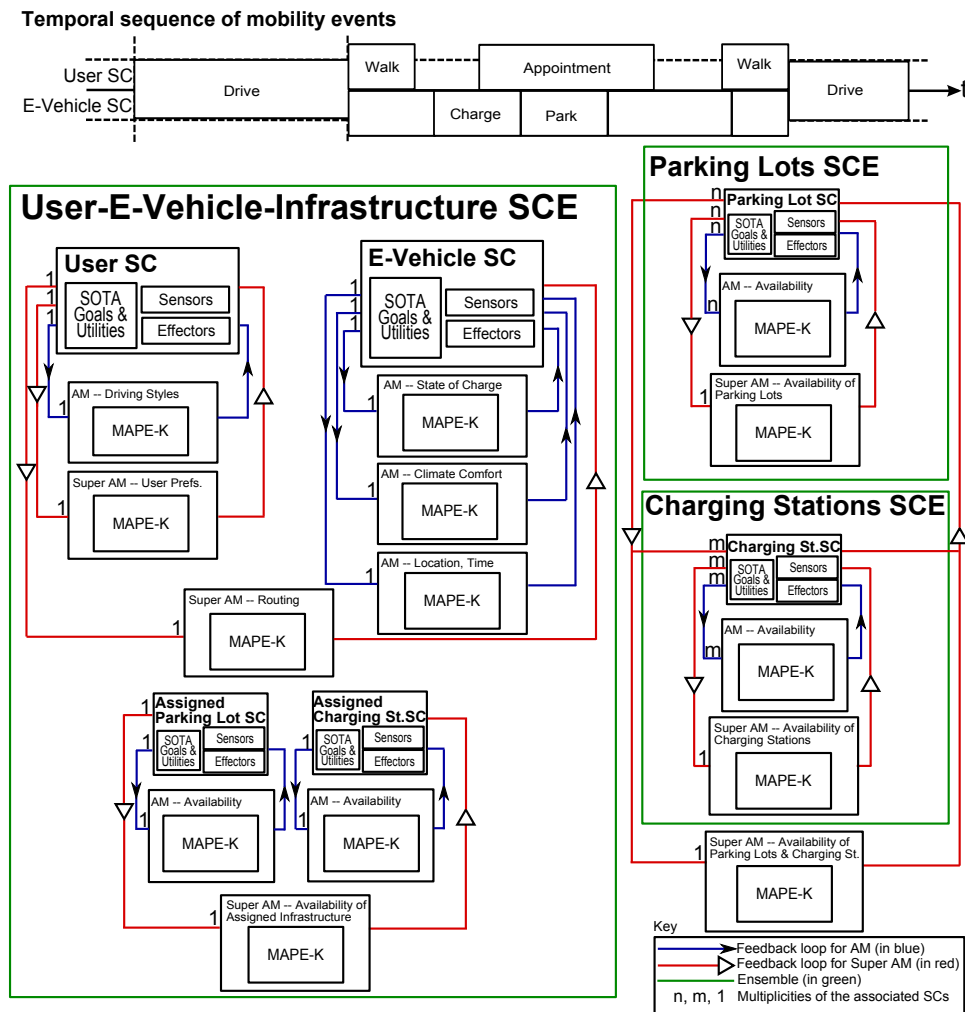 Temporal sequence of mobility events
User SC
E-Vehicle SC
Drive
Walk
Appointment
Walk
Charge
Park
Drive
t
User-E-Vehicle-Infrastructure SCE
User SC
SOTA
Goals &
Utilities
Sensors
Effectors
1
1
1
AM -- Driving Styles
MAPE-K
1
Super AM -- User Prefs.
MAPE-K
1
E-Vehicle SC
SOTA
Goals &
Utilities
Sensors
Effectors
1
1
1
AM -- State of Charge
MAPE-K
1
AM -- Climate Comfort
MAPE-K
1
AM -- Location, Time
MAPE-K
1
Super AM -- Routing
MAPE-K
1
Assigned
Parking Lot SC
SOTA
Goals &
Utilities
Sensors
Effectors
1
1
AM -- Availability
MAPE-K
1
Assigned
Charging St.SC
SOTA
Goals &
Utilities
Sensors
Effectors
1
AM -- Availability
MAPE-K
1
Super AM -- Availability of
Assigned Infrastructure
MAPE-K
1
Parking Lots SCE
Parking Lot SC
SOTA
Goals &
Utilities
Sensors
Effectors
n
n
n
AM -- Availability
MAPE-K
n
Super AM -- Availability of
Parking Lots
MAPE-K
1
Charging Stations SCE
Charging St.SC
SOTA
Goals &
Utilities
Sensors
Effectors
m
m
m
AM -- Availability
MAPE-K
m
Super AM -- Availability of
Charging Stations
MAPE-K
1
Super AM -- Availability of
Parking Lots & Charging St.
MAPE-K
1
Key
Feedback loop for AM (in blue)
Feedback loop for Super AM (in red)
Ensemble (in green)
n, m, 1 Multiplicities of the associated SCs